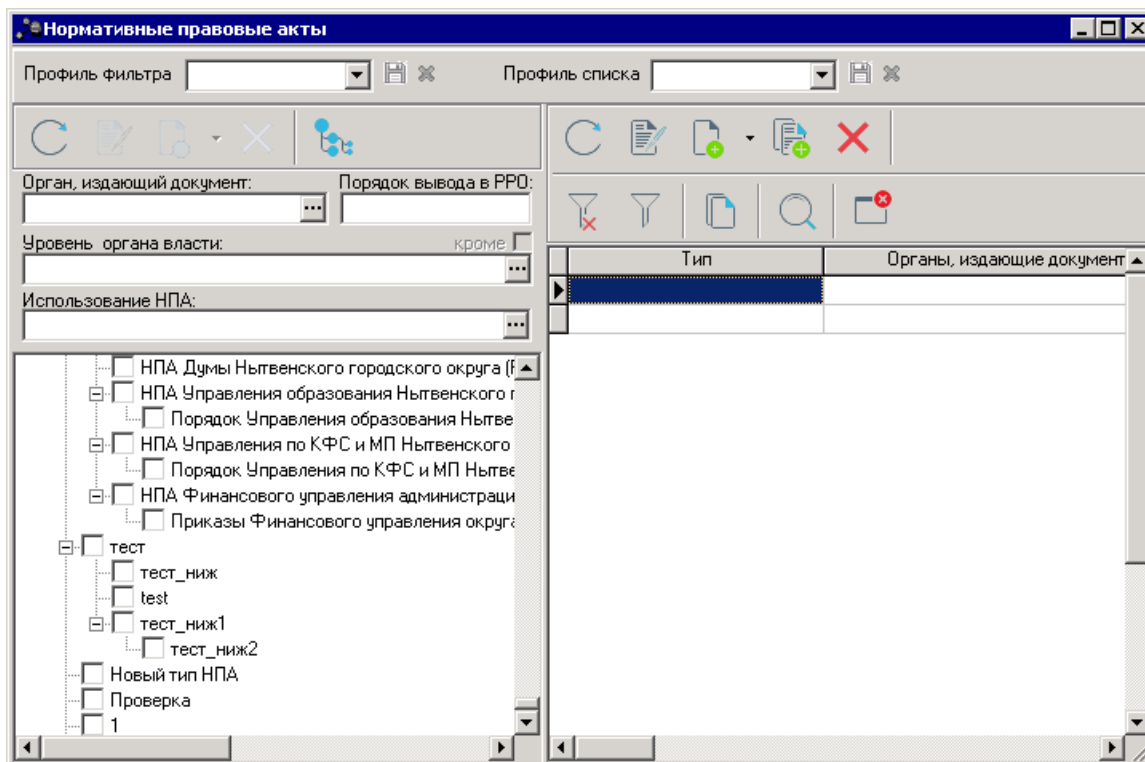 Нормативные правовые акты
Профиль фильтра
Профиль списка
Орган, издающий документ:
Порядок вывода в РРО:
Уровень органа власти:
кроме
Использование НПА:
НПА Думы Нытвенского городского округа (
НПА Управления образования Нытвенского г
Порядок Управления образования Нытве
НПА Управления по КФС и МП Нытвенского
Порядок Управления по КФС и МП Нытве
НПА Финансового управления администраци
Приказы Финансового управления округа
тест
тест_ниж
test
тест_ниж1
тест_ниж2
Новый тип НПА
Проверка
1
Тип
Органы, издающие документ